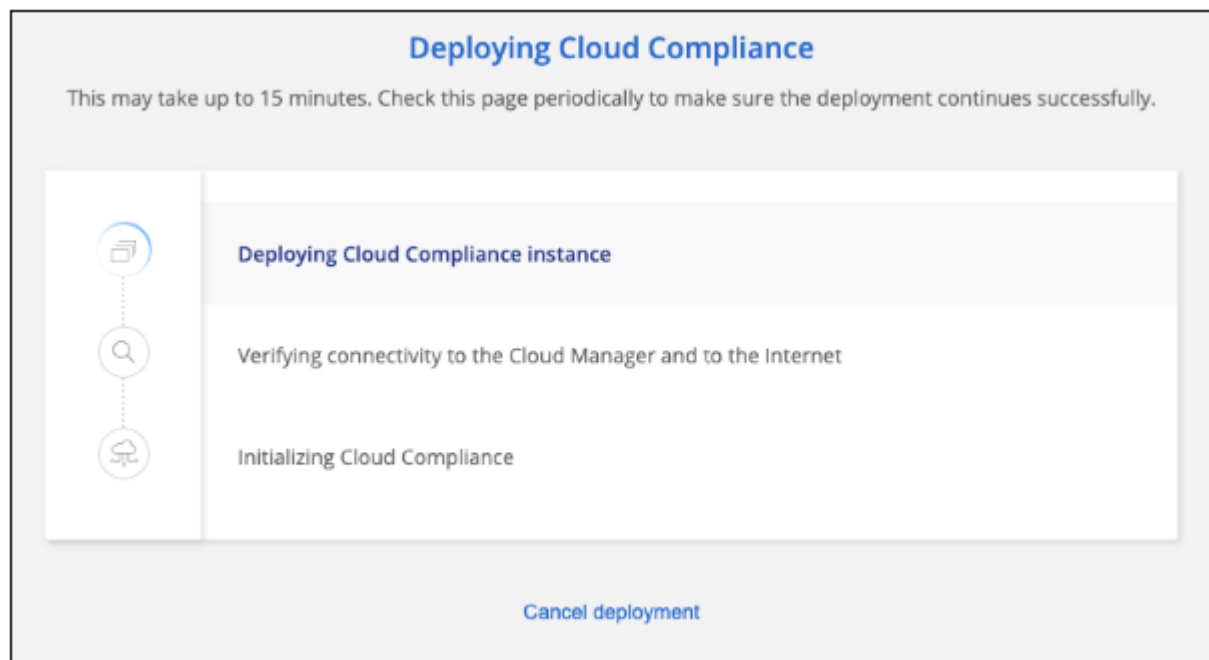 Deploying Cloud Compliance
This may take up to 15 minutes. Check this page periodically to make sure the deployment continues successfully.
Deploying Cloud Compliance instance
Verifying connectivity to the Cloud Manager and to the Internet
Initializing Cloud Compliance
Cancel deployment